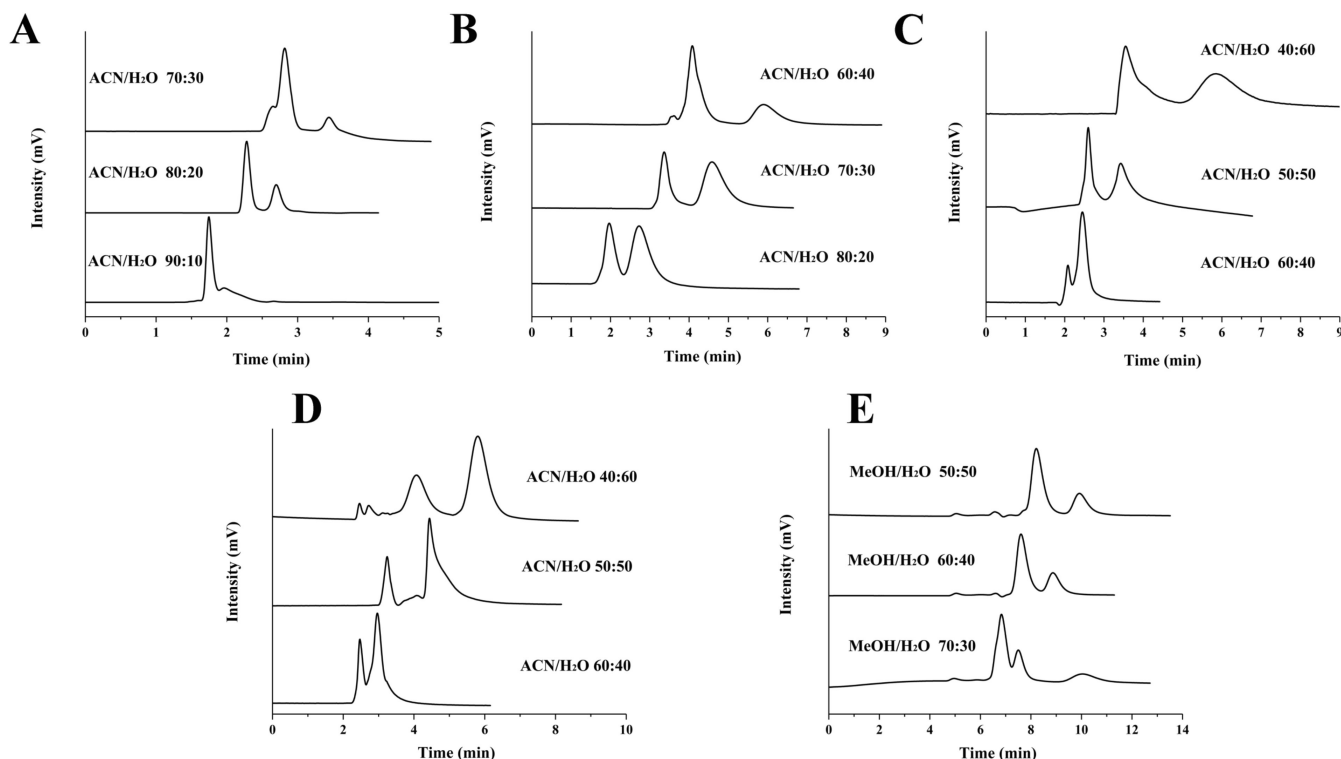 A
ACN/H₂O 70:30
ACN/H₂O 80:20
ACN/H₂O 90:10
Intensity (mV)
0 1 2 3 4 5
Time (min)
B
ACN/H₂O 60:40
ACN/H₂O 70:30
ACN/H₂O 80:20
Intensity (mV)
0 1 2 3 4 5 6 7 8 9
Time (min)
C
ACN/H₂O 40:60
ACN/H₂O 50:50
ACN/H₂O 60:40
Intensity (mV)
0 1 2 3 4 5 6 7 8 9
Time (min)
D
ACN/H₂O 40:60
ACN/H₂O 50:50
ACN/H₂O 60:40
Intensity (mV)
0 2 4 6 8 10
Time (min)
E
MeOH/H₂O 50:50
MeOH/H₂O 60:40
MeOH/H₂O 70:30
Intensity (mV)
0 2 4 6 8 10 12 14
Time (min)